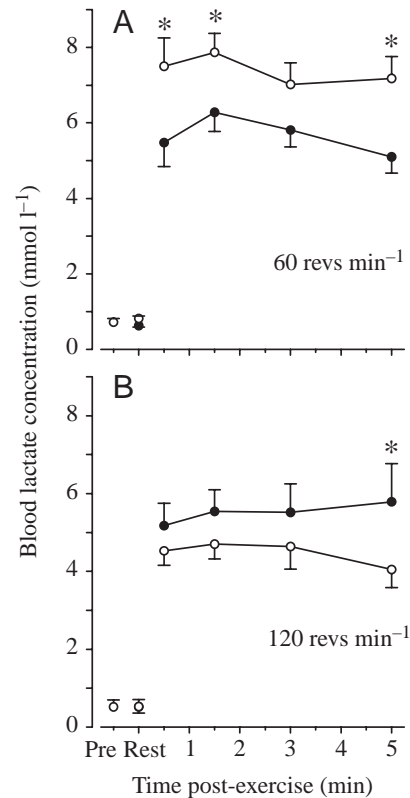 Blood lactate concentration (mmol l⁻¹)
A
8
6
4
2
0
* * *
60 revs min⁻¹
B
8
6
4
2
0
*
120 revs min⁻¹
Pre Rest 1 2 3 4 5
Time post-exercise (min)